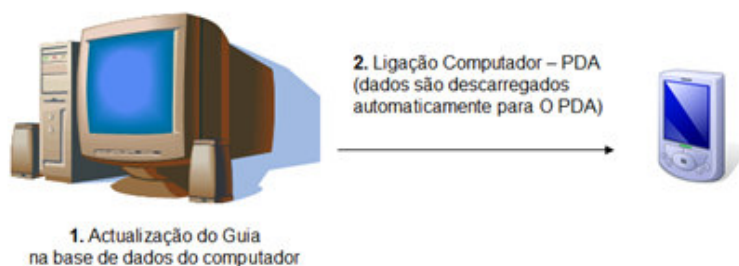 2. Ligação Computador – PDA
(dados são descarregados
automaticamente para O PDA)
1. Actualização do Guia
na base de dados do computador